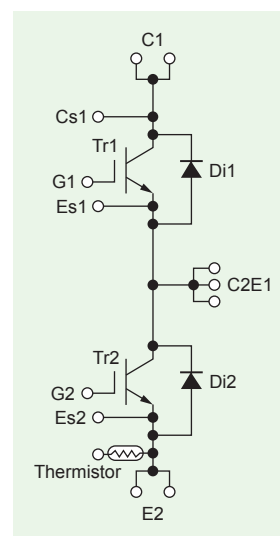 C1
Cs1
Tr1
Di1
G1
Es1
C2E1
Tr2
Di2
G2
Es2
Thermistor
E2